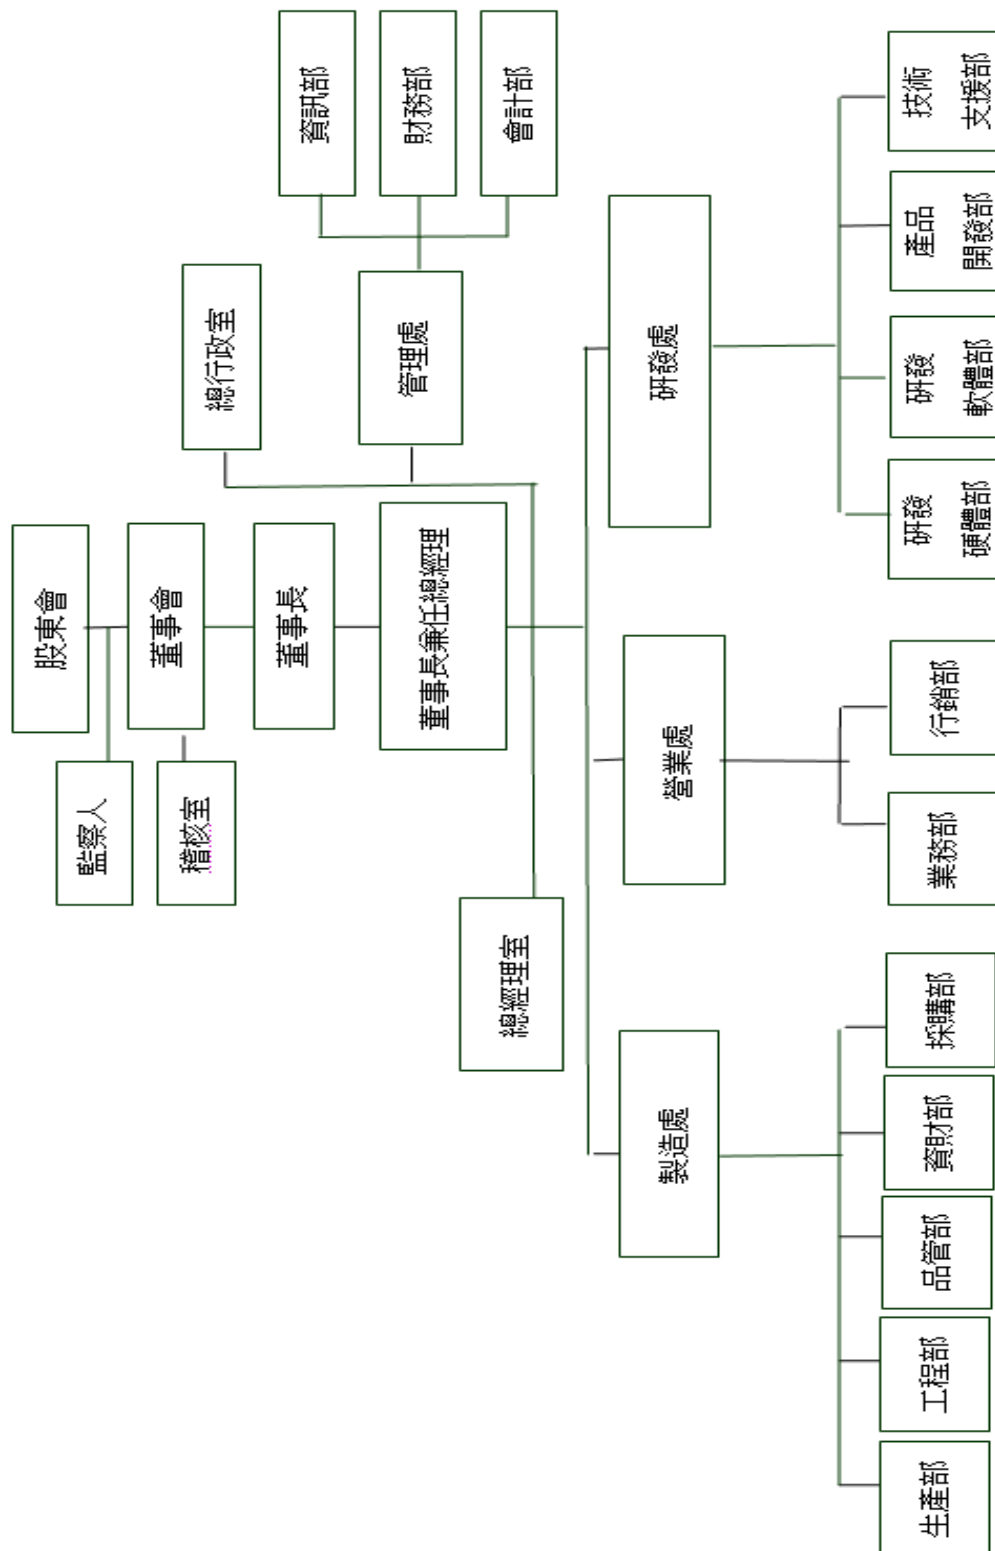 股東會
監察人
董事會
稽核室
董事長
董事長兼任總經理
總行政室
總經理室
管理處
資訊部
財務部
會計部
製造處
營業處
研發處
生產部
工程部
品管部
資財部
採購部
業務部
行銷部
研發
硬體部
研發
軟體部
產品
開發部
技術
支援部